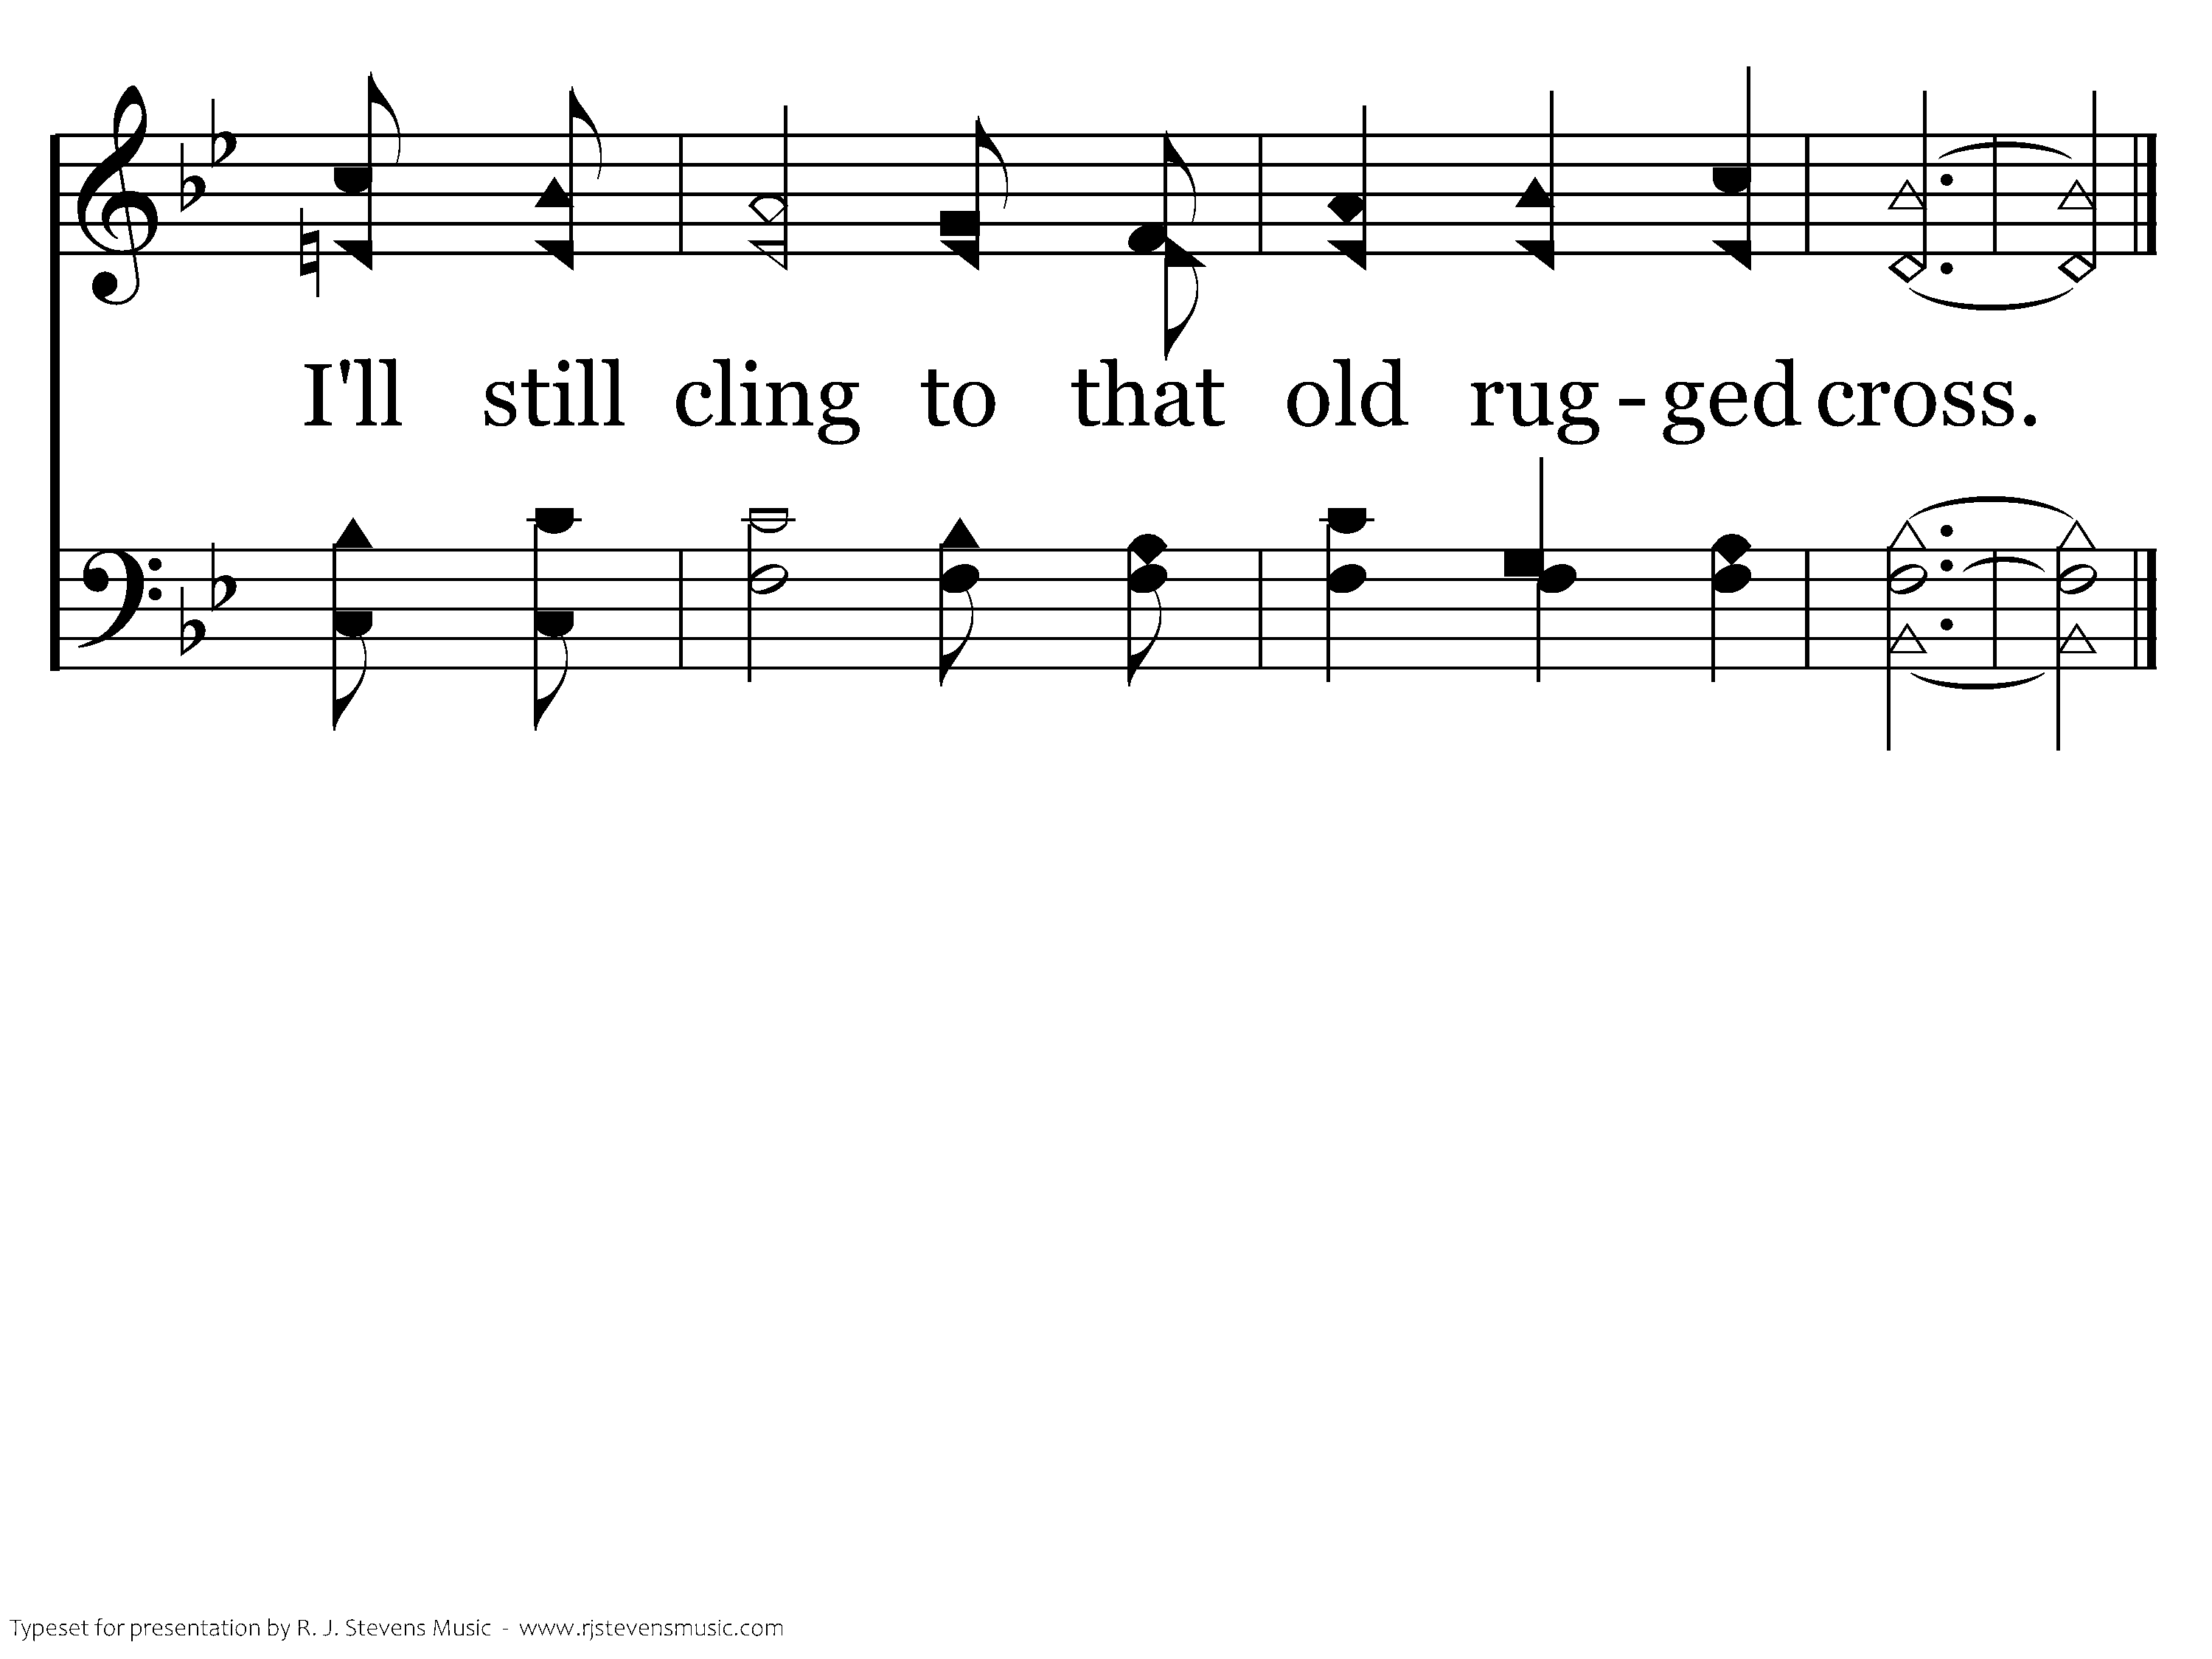 I'll still cling to that old rug - ged cross.
Typeset for presentation by R. J. Stevens Music - www.rjstevensmusic.com